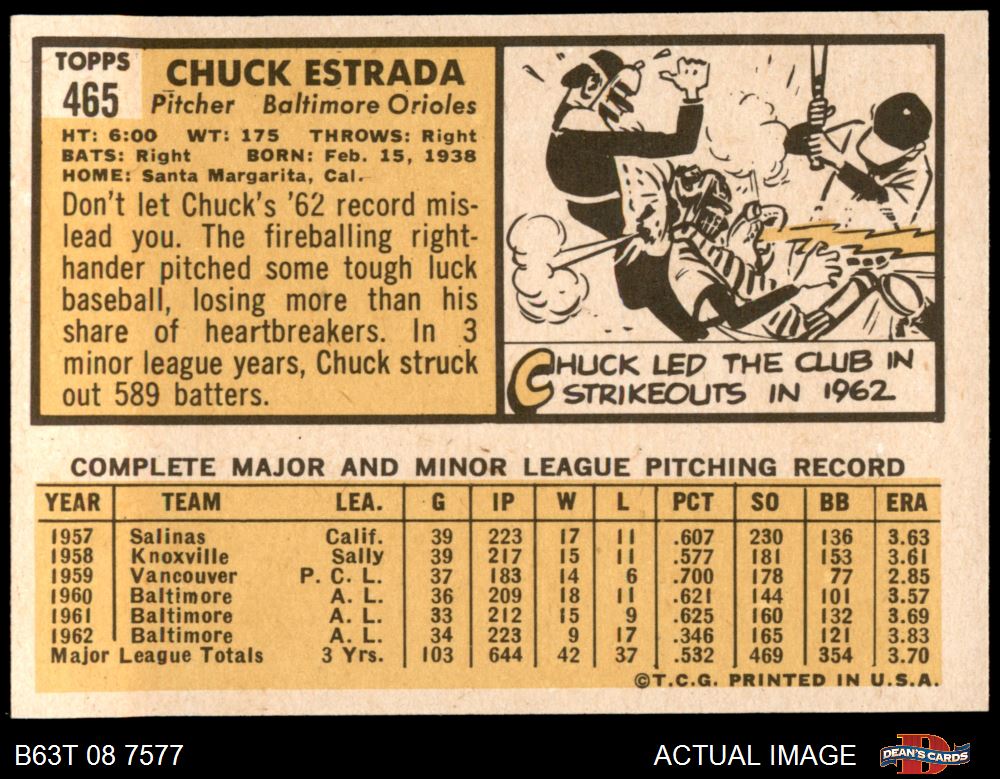 TOPPS
465
CHUCK ESTRADA
Pitcher Baltimore Orioles
HT: 6:00 WT: 175 THROWS: Right
BATS: Right BORN: Feb. 15, 1938
HOME: Santa Margarita, Cal.
Don't let Chuck's '62 record mis-
lead you. The fireballing right-
hander pitched some tough luck
baseball, losing more than his
share of heartbreakers. In 3
minor league years, Chuck struck
out 589 batters.
CHUCK LED THE CLUB IN
STRIKEOUTS IN 1962
COMPLETE MAJOR AND MINOR LEAGUE PITCHING RECORD
YEAR TEAM LEA. G IP W L PCT SO BB ERA
1957 Salinas Calif. 39 223 17 11 .607 230 136 3.63
1958 Knoxville Sally 39 217 15 11 .577 181 153 3.61
1959 Vancouver P. C. L. 37 183 14 6 .700 178 77 2.85
1960 Baltimore A. L. 36 209 18 11 .621 144 101 3.57
1961 Baltimore A. L. 33 212 15 9 .625 160 132 3.69
1962 Baltimore A. L. 34 223 9 17 .346 165 121 3.83
Major League Totals 3 Yrs. 103 644 42 37 .532 469 354 3.70
©T.C.G. PRINTED IN U.S.A.
B63T 08 7577
ACTUAL IMAGE
DEAN'S CARDS